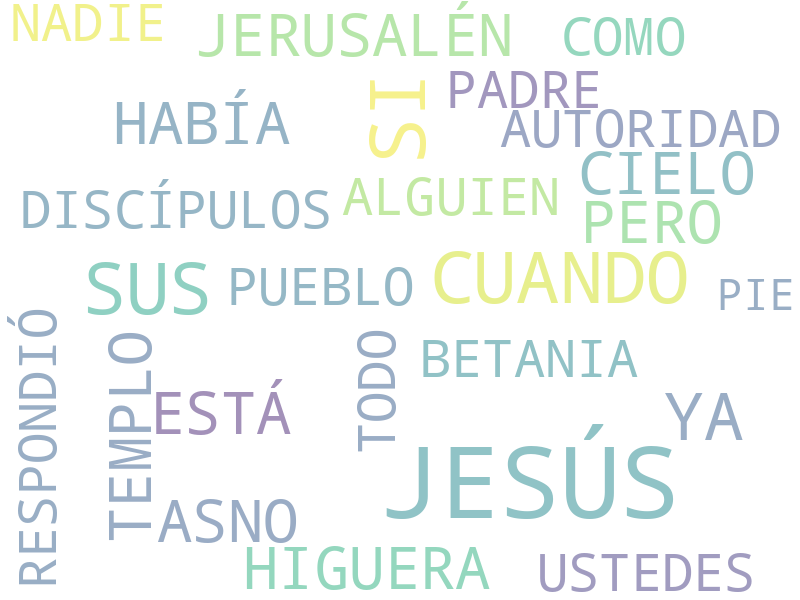 NADIE
JERUSALÉN
COMO
PADRE
SI
HABÍA
AUTORIDAD
CIELO
DISCÍPULOS
ALGUIEN
PERO
SUS
PUEBLO
CUANDO
PIE
RESPONDIÓ
TEMPLO
TODO
BETANIA
ESTÁ
YA
JESÚS
ASNO
HIGUERA
USTEDES